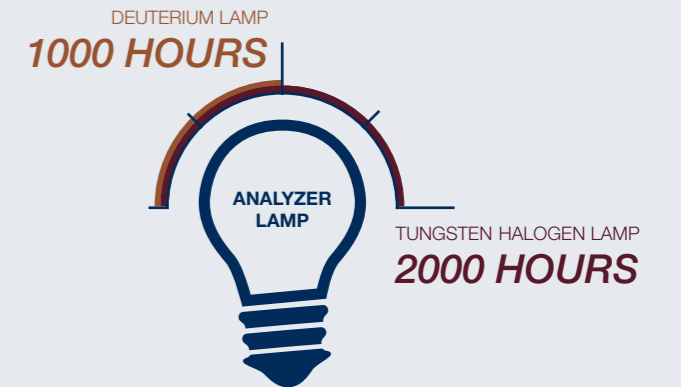 DEUTERIUM LAMP
1000 HOURS
ANALYZER
LAMP
TUNGSTEN HALOGEN LAMP
2000 HOURS